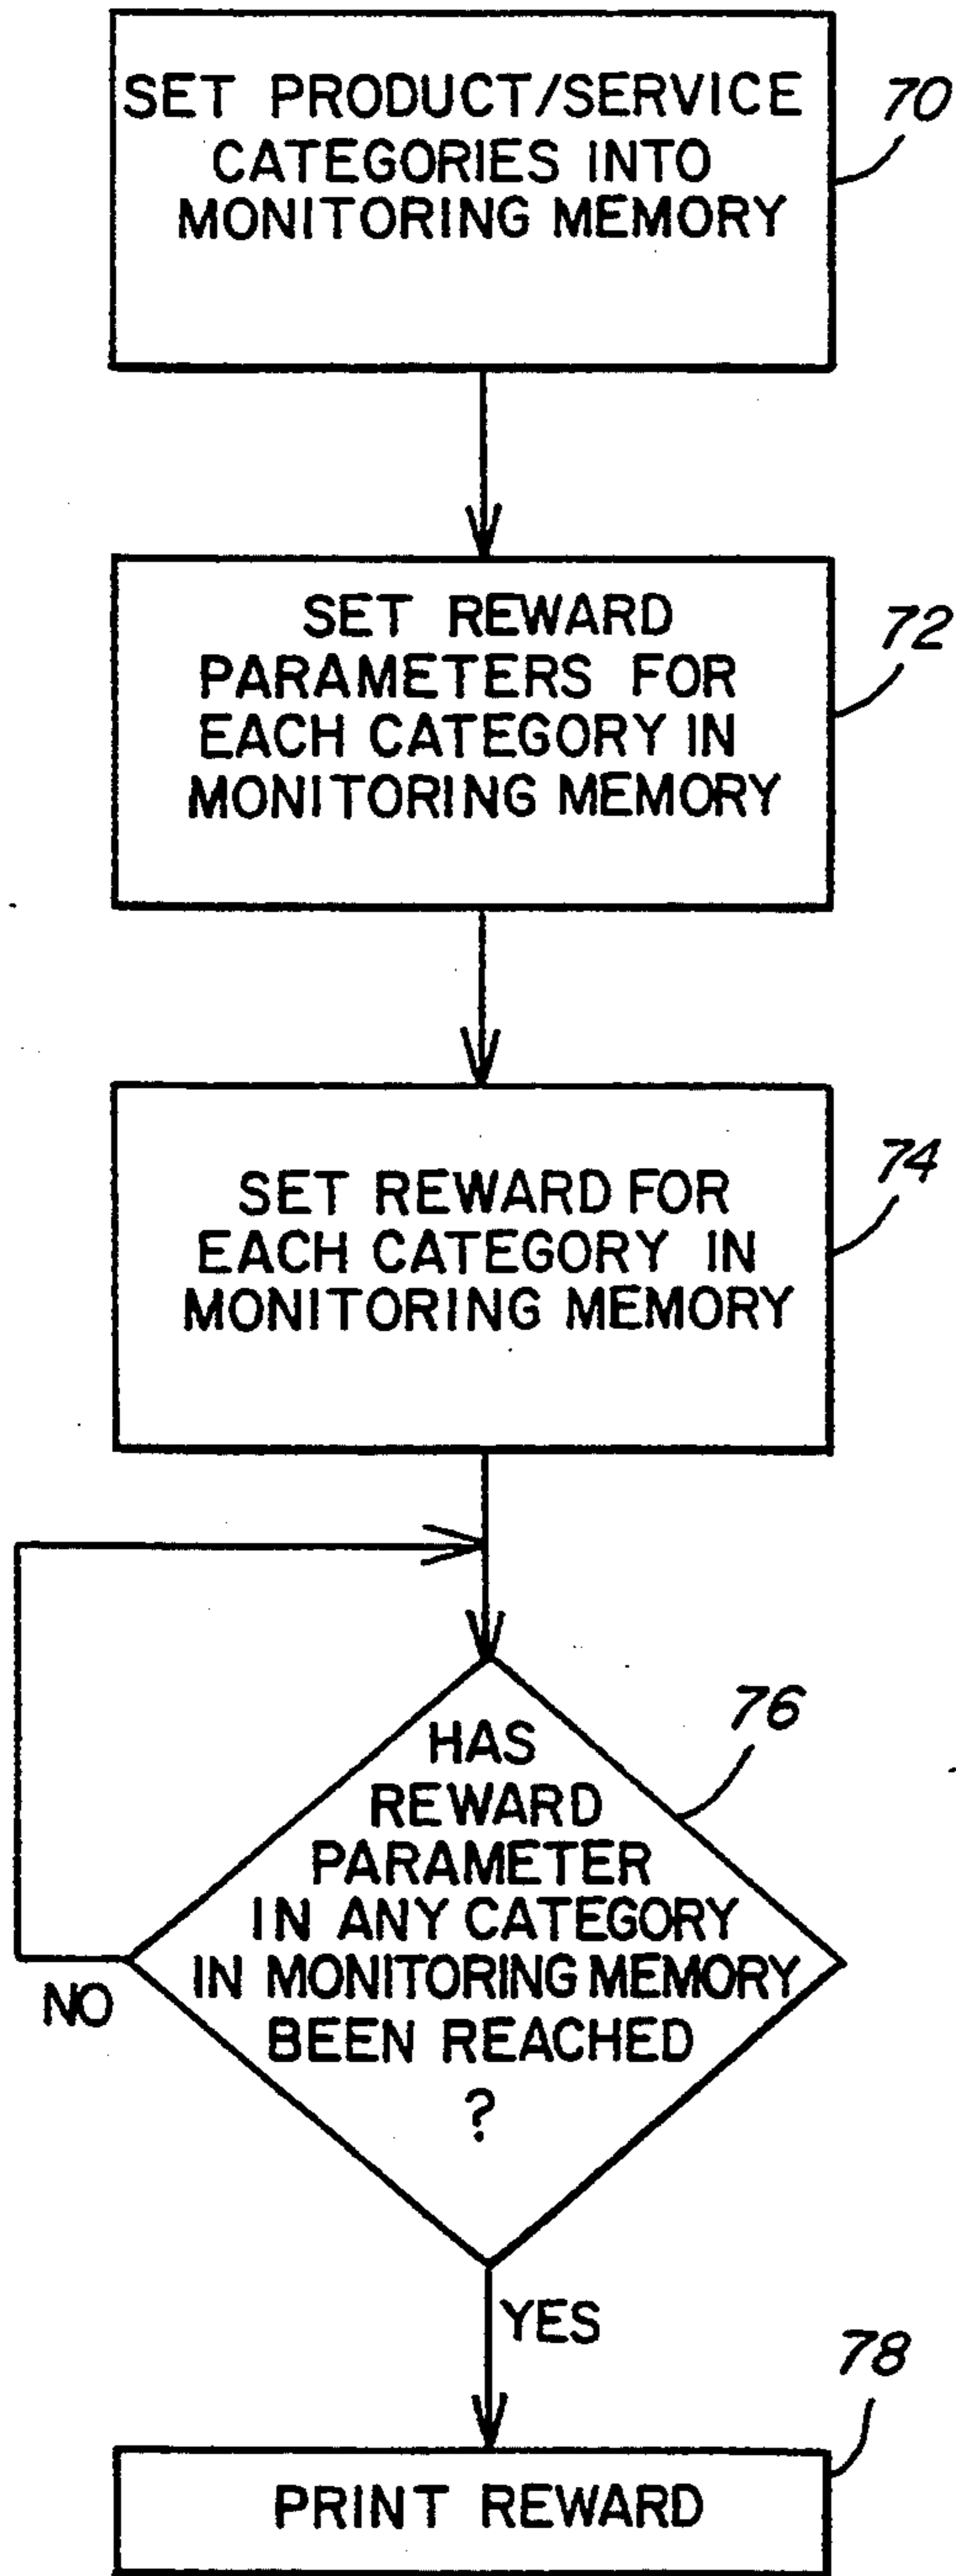 SET PRODUCT/SERVICE
CATEGORIES INTO
MONITORING MEMORY
70
SET REWARD
PARAMETERS FOR
EACH CATEGORY IN
MONITORING MEMORY
72
SET REWARD FOR
EACH CATEGORY IN
MONITORING MEMORY
74
HAS
REWARD
PARAMETER
IN ANY CATEGORY
IN MONITORING MEMORY
BEEN REACHED
?
76
NO
YES
PRINT REWARD
78